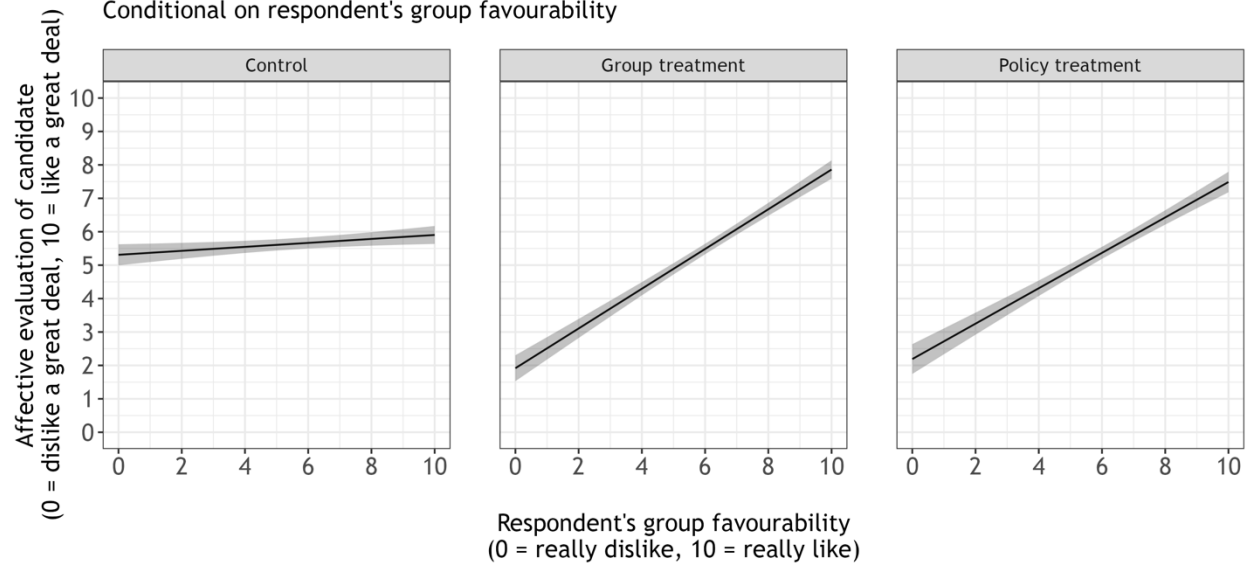 Conditional on respondent's group favourability
Affective evaluation of candidate
(0 = dislike a great deal, 10 = like a great deal)
Control
Group treatment
Policy treatment
10
9
8
7
6
5
4
3
2
1
0
0 2 4 6 8 10
0 2 4 6 8 10
0 2 4 6 8 10
Respondent's group favourability
(0 = really dislike, 10 = really like)